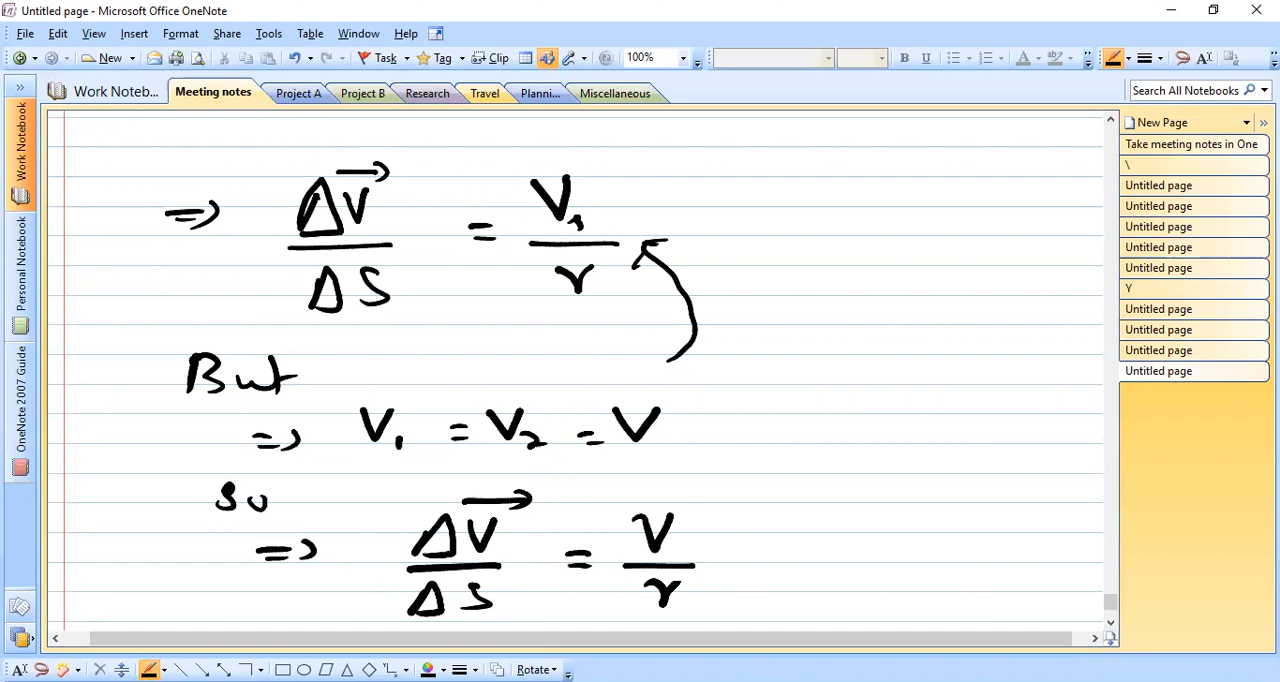 Untitled page - Microsoft Office OneNote
File Edit View Insert Format Share Tools Table Window Help
New Task Tag Clip 100% B U A ab
Work Noteb... Meeting notes Project A Project B Research Travel Planni... Miscellaneous Search All Notebooks
Work Notebook
Personal Notebook
OneNote 2007 Guide
New Page
Take meeting notes in One
\
Untitled page
Untitled page
Untitled page
Untitled page
Untitled page
Y
Untitled page
Untitled page
Untitled page
Untitled page
=> ΔV⃗ / ΔS = V₁ / r
But
=> V₁ = V₂ = V
So
=> ΔV⃗ / ΔS = V / r
Rotate